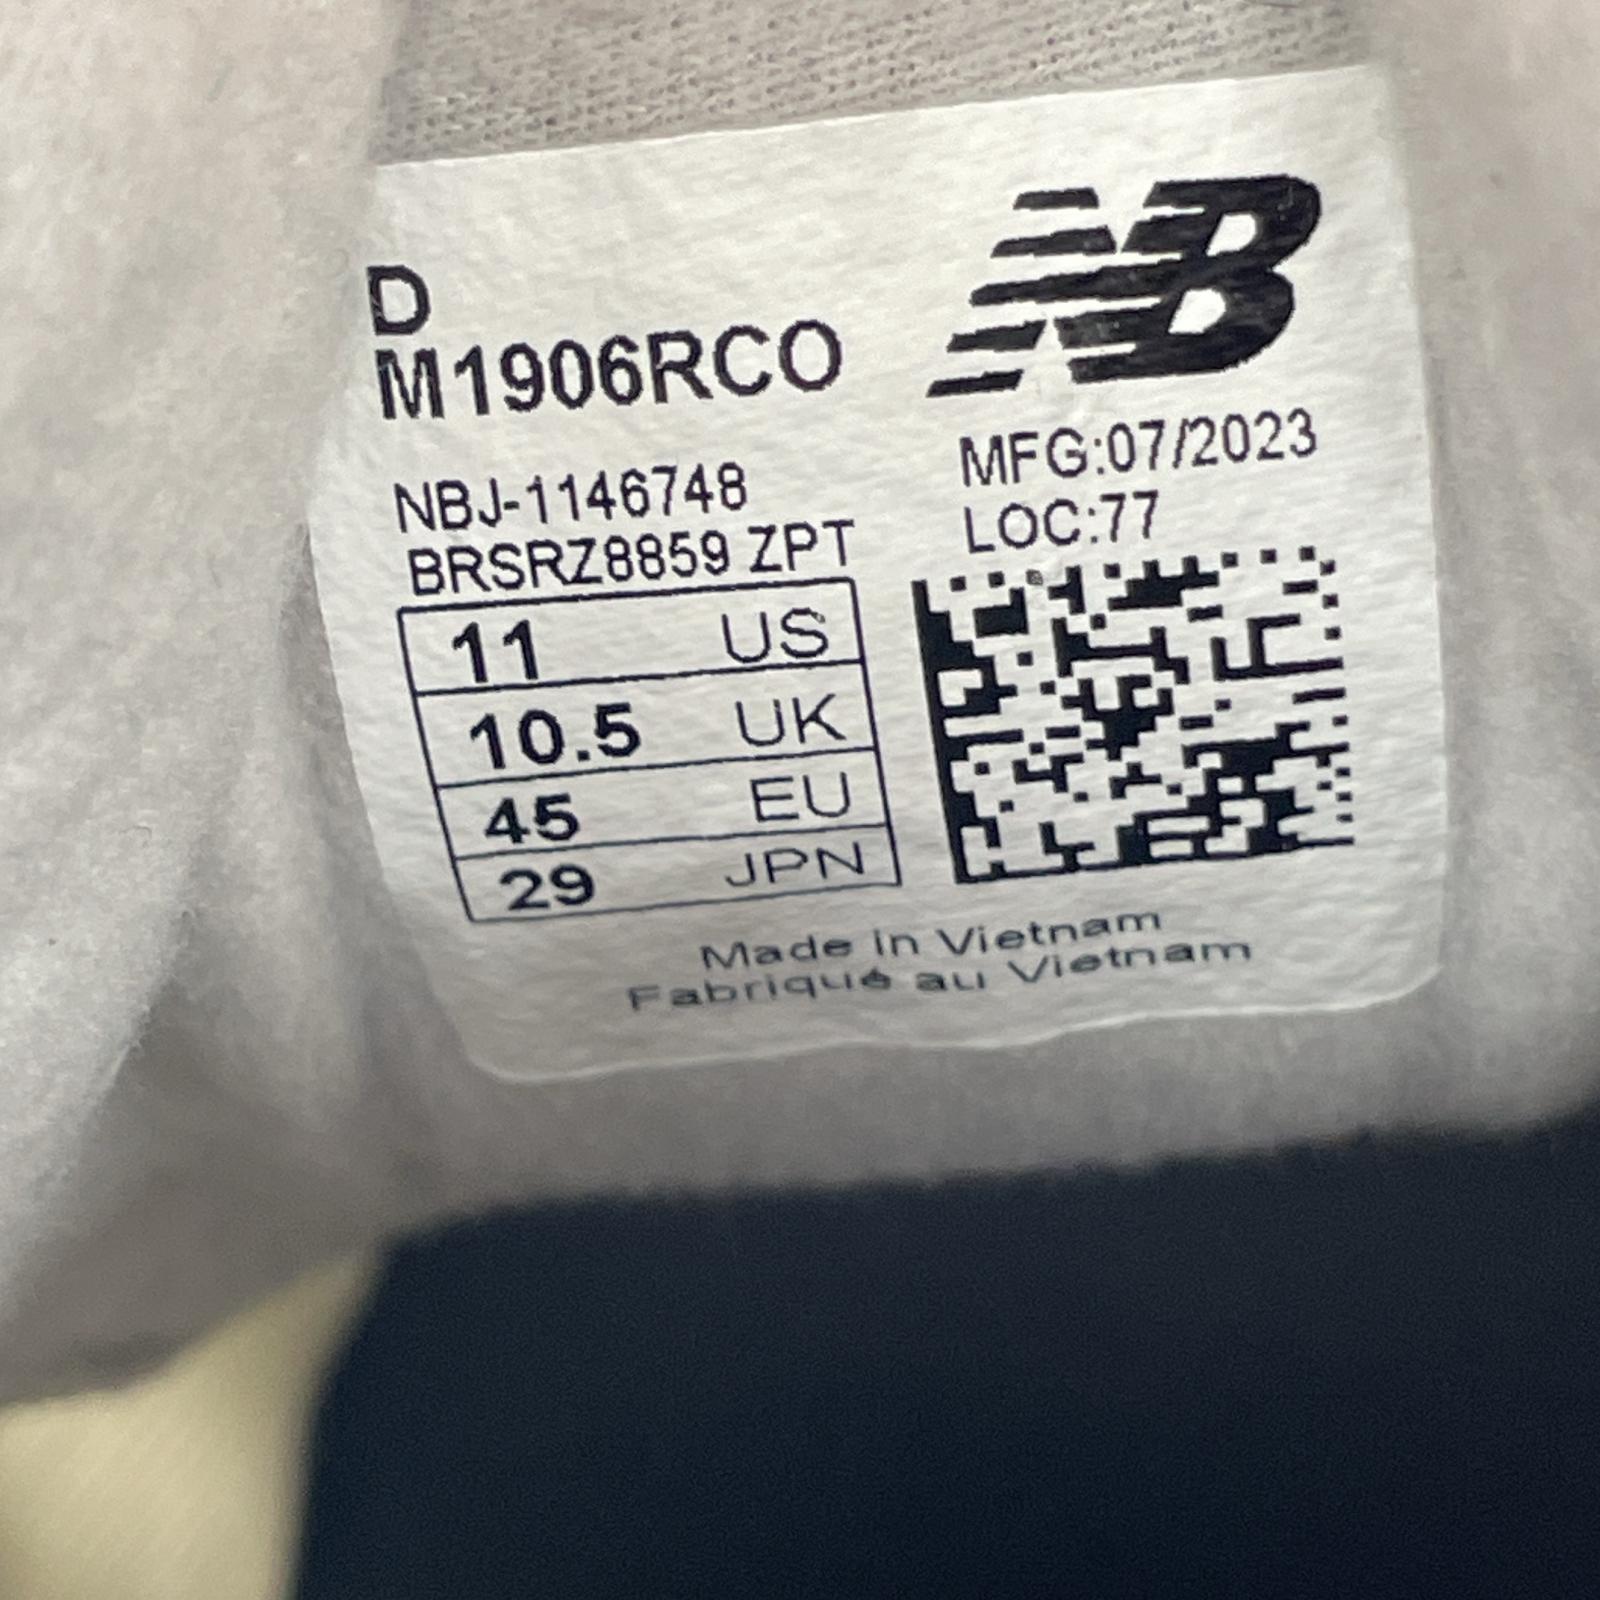 NB
D
M1906RCO
MFG:07/2023
NBJ-1146748
LOC:77
BRSRZ8859 ZPT
11 US
10.5 UK
45 EU
29 JPN
Made in Vietnam
Fabriqué au Vietnam